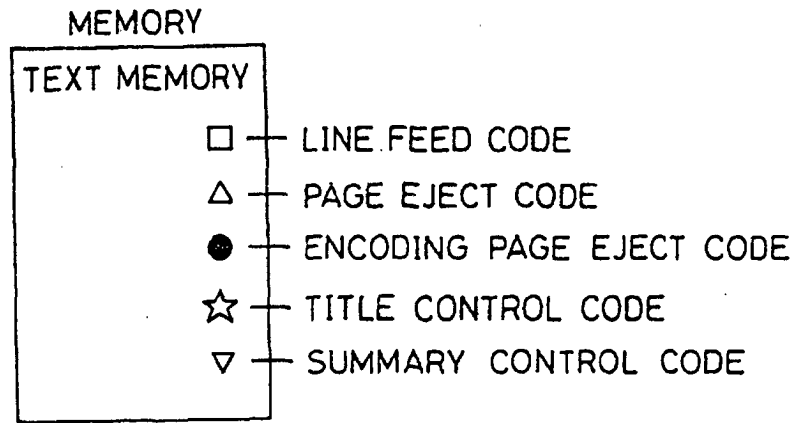 MEMORY
TEXT MEMORY
LINE FEED CODE
PAGE EJECT CODE
ENCODING PAGE EJECT CODE
TITLE CONTROL CODE
SUMMARY CONTROL CODE